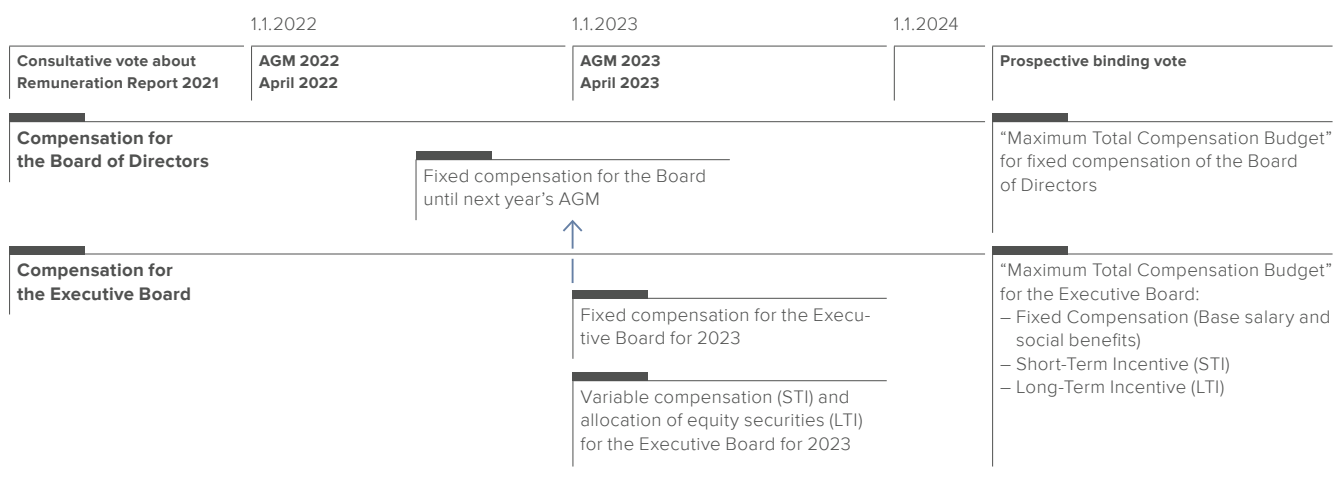 1.1.2022
1.1.2023
1.1.2024
Consultative vote about
Remuneration Report 2021
AGM 2022
April 2022
AGM 2023
April 2023
Prospective binding vote
Compensation for
the Board of Directors
Fixed compensation for the Board
until next year’s AGM
“Maximum Total Compensation Budget”
for fixed compensation of the Board
of Directors
Compensation for
the Executive Board
Fixed compensation for the Execu-
tive Board for 2023
Variable compensation (STI) and
allocation of equity securities (LTI)
for the Executive Board for 2023
“Maximum Total Compensation Budget”
for the Executive Board:
– Fixed Compensation (Base salary and
social benefits)
– Short-Term Incentive (STI)
– Long-Term Incentive (LTI)